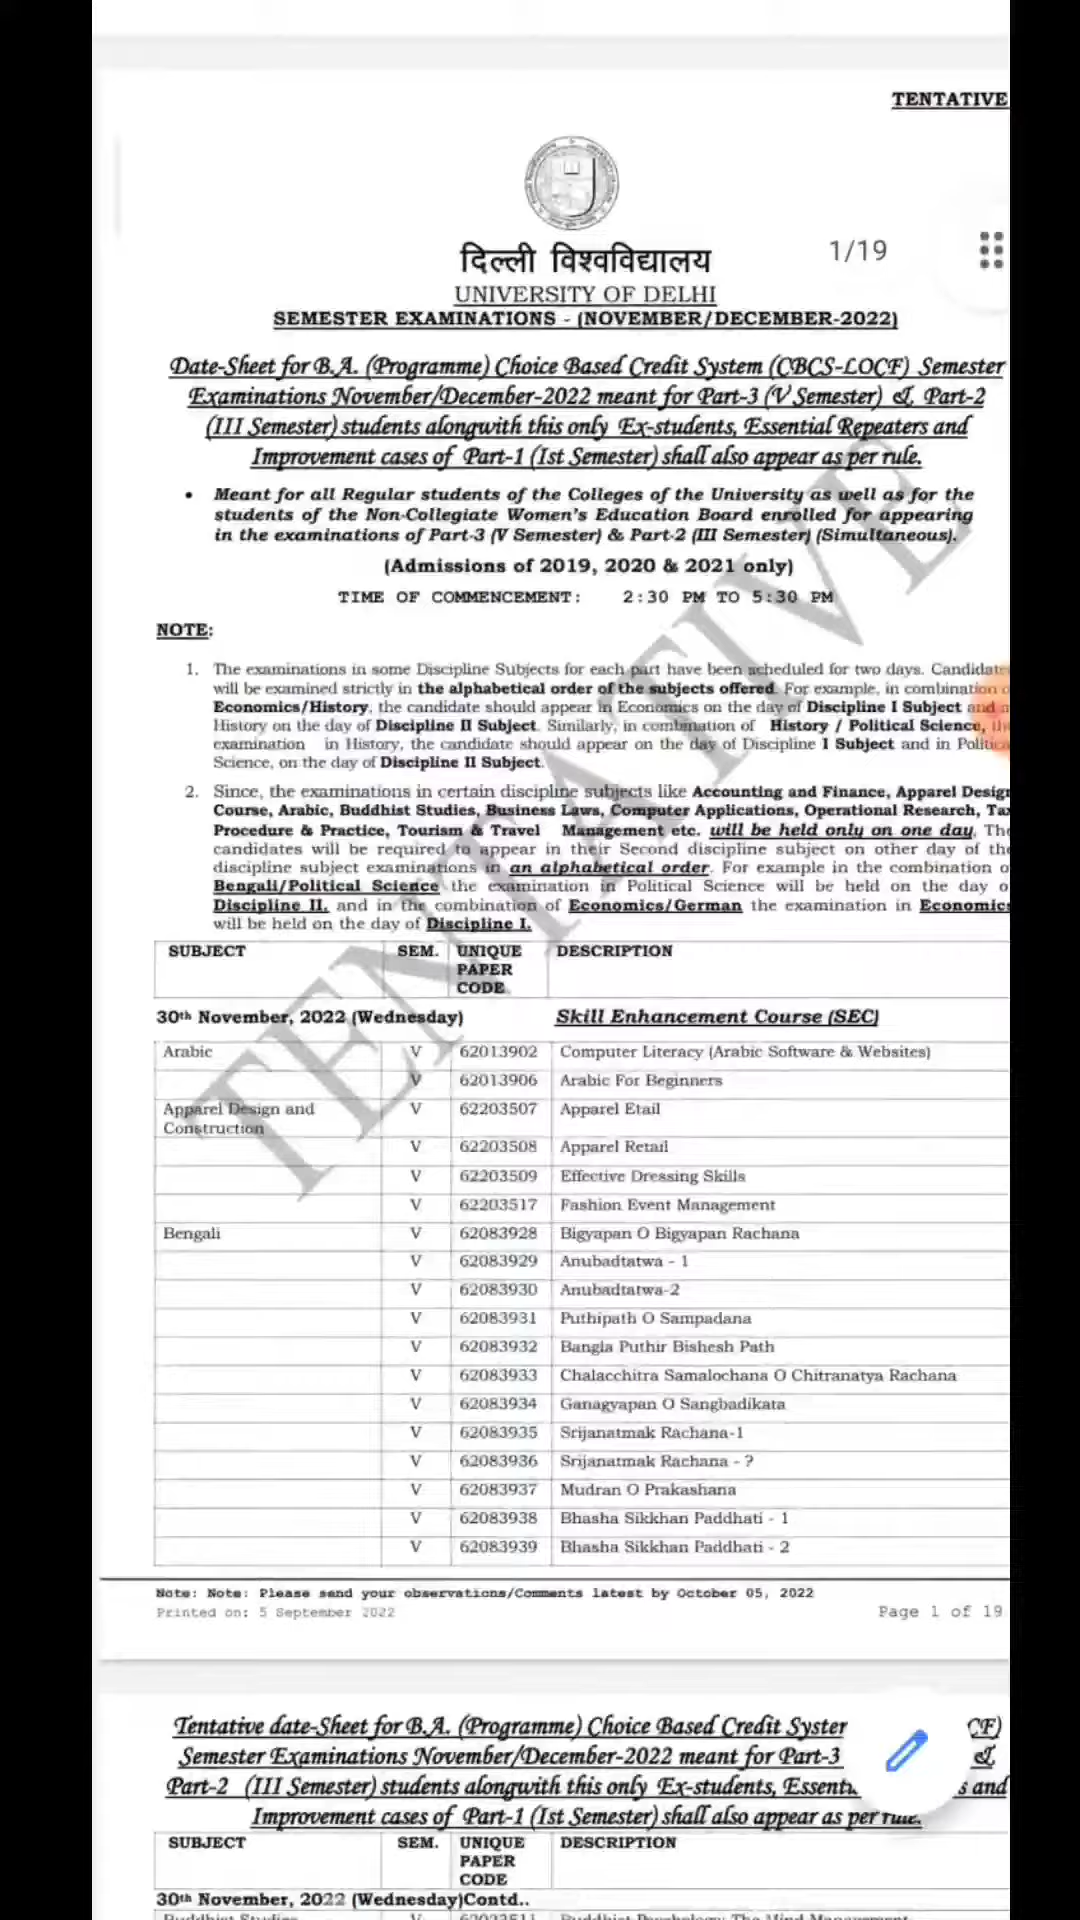 TENTATIVE
दिल्ली विश्वविद्यालय
1/19
UNIVERSITY OF DELHI
SEMESTER EXAMINATIONS - (NOVEMBER/DECEMBER-2022)
Date-Sheet for B.A. (Programme) Choice Based Credit System (CBCS-LOCF) Semester
Examinations November/December-2022 meant for Part-3 (V Semester) & Part-2
(III Semester) students alongwith this only Ex-students, Essential Repeaters and
Improvement cases of Part-1 (Ist Semester) shall also appear as per rule.
• Meant for all Regular students of the Colleges of the University as well as for the
students of the Non-Collegiate Women's Education Board enrolled for appearing
in the examinations of Part-3 (V Semester) & Part-2 (III Semester) (Simultaneous).
(Admissions of 2019, 2020 & 2021 only)
TIME OF COMMENCEMENT: 2:30 PM TO 5:30 PM
NOTE:
1. The examinations in some Discipline Subjects for each part have been scheduled for two days. Candidate
will be examined strictly in the alphabetical order of the subjects offered. For example, in combination o
Economics/History, the candidate should appear in Economics on the day of Discipline I Subject and
History on the day of Discipline II Subject. Similarly, in combination of History / Political Science, th
examination in History, the candidate should appear on the day of Discipline I Subject and in Politica
Science, on the day of Discipline II Subject.
2. Since, the examinations in certain discipline subjects like Accounting and Finance, Apparel Design
Course, Arabic, Buddhist Studies, Business Laws, Computer Applications, Operational Research, Tax
Procedure & Practice, Tourism & Travel Management etc. will be held only on one day. The
candidates will be required to appear in their Second discipline subject on other day of the
discipline subject examinations in an alphabetical order. For example in the combination o
Bengali/Political Science the examination in Political Science will be held on the day o
Discipline II. and in the combination of Economics/German the examination in Economics
will be held on the day of Discipline I.
SUBJECT SEM. UNIQUE PAPER CODE DESCRIPTION
30th November, 2022 (Wednesday) Skill Enhancement Course (SEC)
Arabic V 62013902 Computer Literacy (Arabic Software & Websites)
V 62013906 Arabic For Beginners
Apparel Design and Construction V 62203507 Apparel Etail
V 62203508 Apparel Retail
V 62203509 Effective Dressing Skills
V 62203517 Fashion Event Management
Bengali V 62083928 Bigyapan O Bigyapan Rachana
V 62083929 Anubadtatwa - 1
V 62083930 Anubadtatwa-2
V 62083931 Puthipath O Sampadana
V 62083932 Bangla Puthir Bishesh Path
V 62083933 Chalacchitra Samalochana O Chitranatya Rachana
V 62083934 Ganagyapan O Sangbadikata
V 62083935 Srijanatmak Rachana-1
V 62083936 Srijanatmak Rachana - ?
V 62083937 Mudran O Prakashana
V 62083938 Bhasha Sikkhan Paddhati - 1
V 62083939 Bhasha Sikkhan Paddhati - 2
TENTATIVE
Note: Note: Please send your observations/Comments latest by October 05, 2022
Printed on: 5 September 2022 Page 1 of 19
Tentative date-Sheet for B.A. (Programme) Choice Based Credit Syster CF)
Semester Examinations November/December-2022 meant for Part-3 &
Part-2 (III Semester) students alongwith this only Ex-students, Essenti s and
Improvement cases of Part-1 (Ist Semester) shall also appear as per rule.
SUBJECT SEM. UNIQUE PAPER CODE DESCRIPTION
30th November, 2022 (Wednesday)Contd..